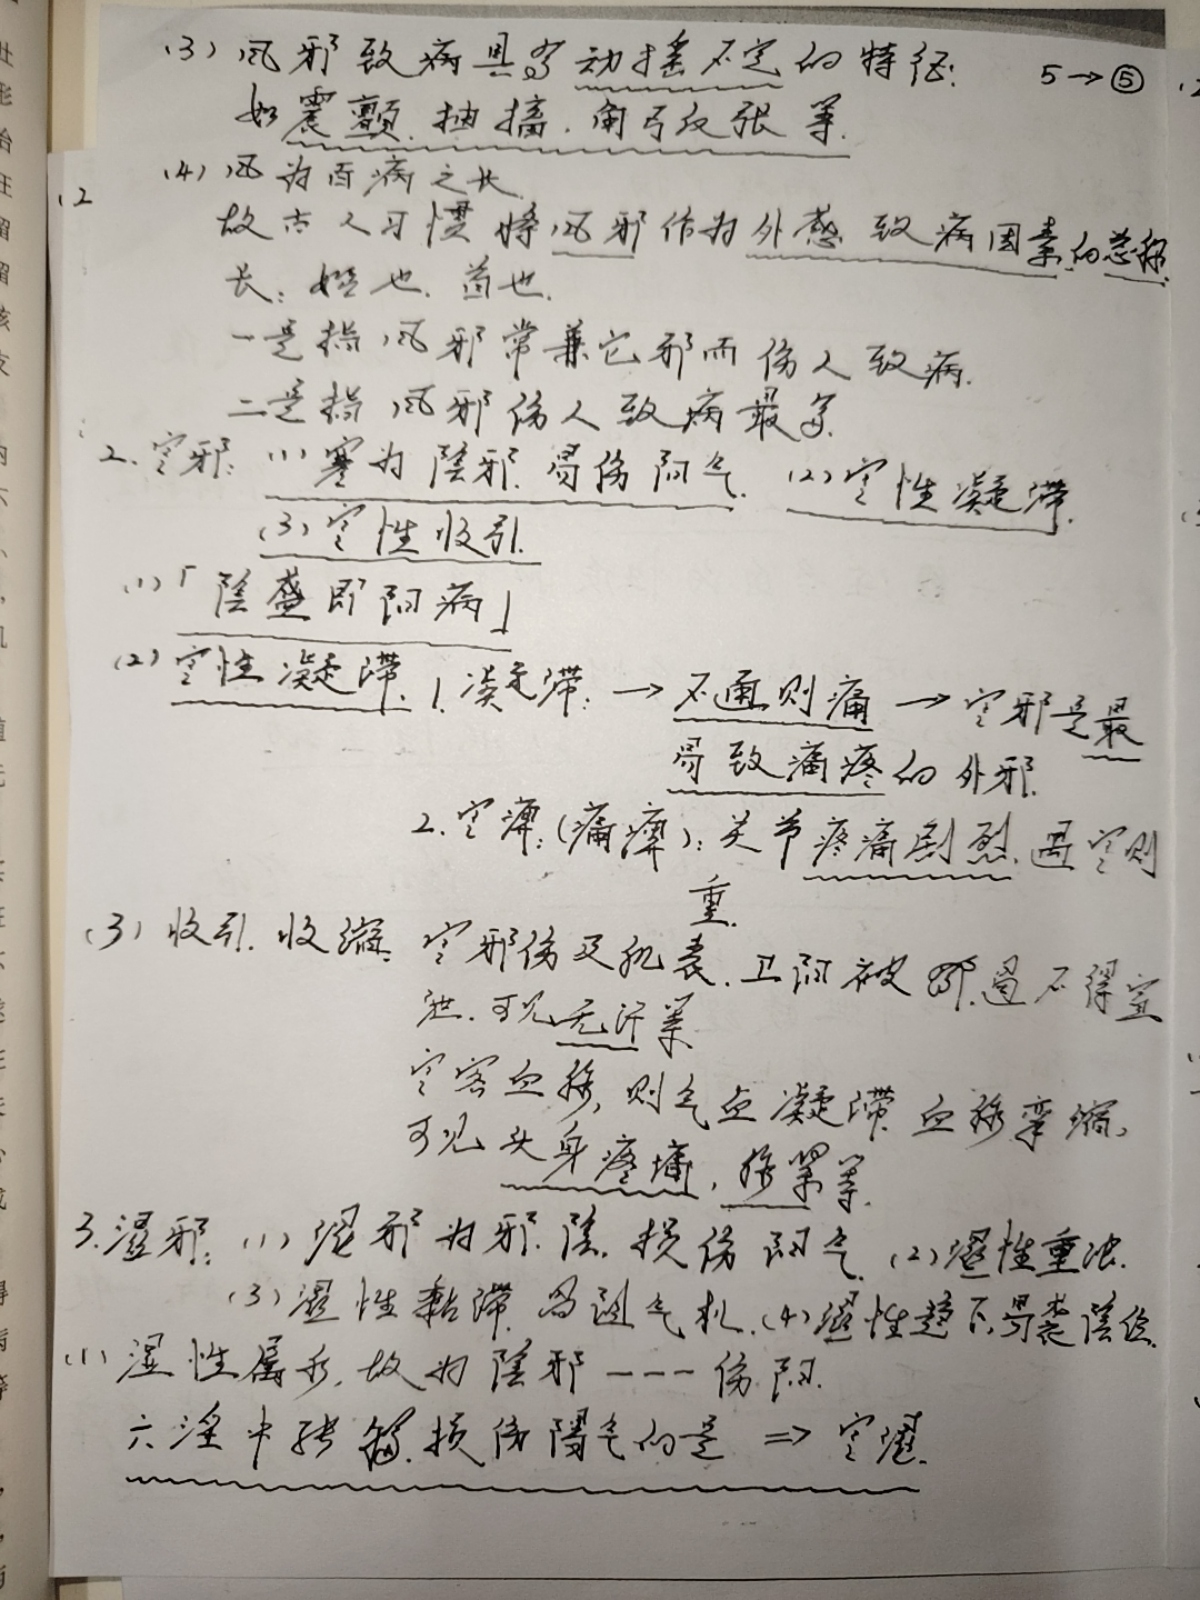 (3) 风邪致病具有动摇不定的特征: 5→⑤
如震颤.抽搐.角弓反张等.
(4) 风为百病之长.
故古人习惯将风邪作为外感致病因素的总称.
长:始也.首也.
一是指风邪常兼它邪而伤人致病.
二是指风邪伤人致病最多.
2.寒邪: (1) 寒为陰邪.易伤阳气. (2)寒性凝滞.
(3)寒性收引.
(1)「陰盛即阳病」
(2) 寒性凝滞. 1.凝滞: → 不通则痛 → 寒邪是最
易致痛疼的外邪.
2.寒痹:(痛痹):关节疼痛剧烈.遇寒则
重.
(3) 收引.收缩. 寒邪伤及肌表.卫阳被郁.遏不得宣
泄.可见无汗等
寒客血脉,则气血凝滞.血脉挛缩,
可见头身疼痛,脉紧等.
3.湿邪: (1) 湿邪为邪.陰.损伤阳气. (2)湿性重浊.
(3) 湿性黏滞.易阻气机. (4)湿性趋下.易袭陰位.
(1) 湿性属水,故为陰邪---伤阳.
六淫中 损伤陽气的是 => 寒湿.